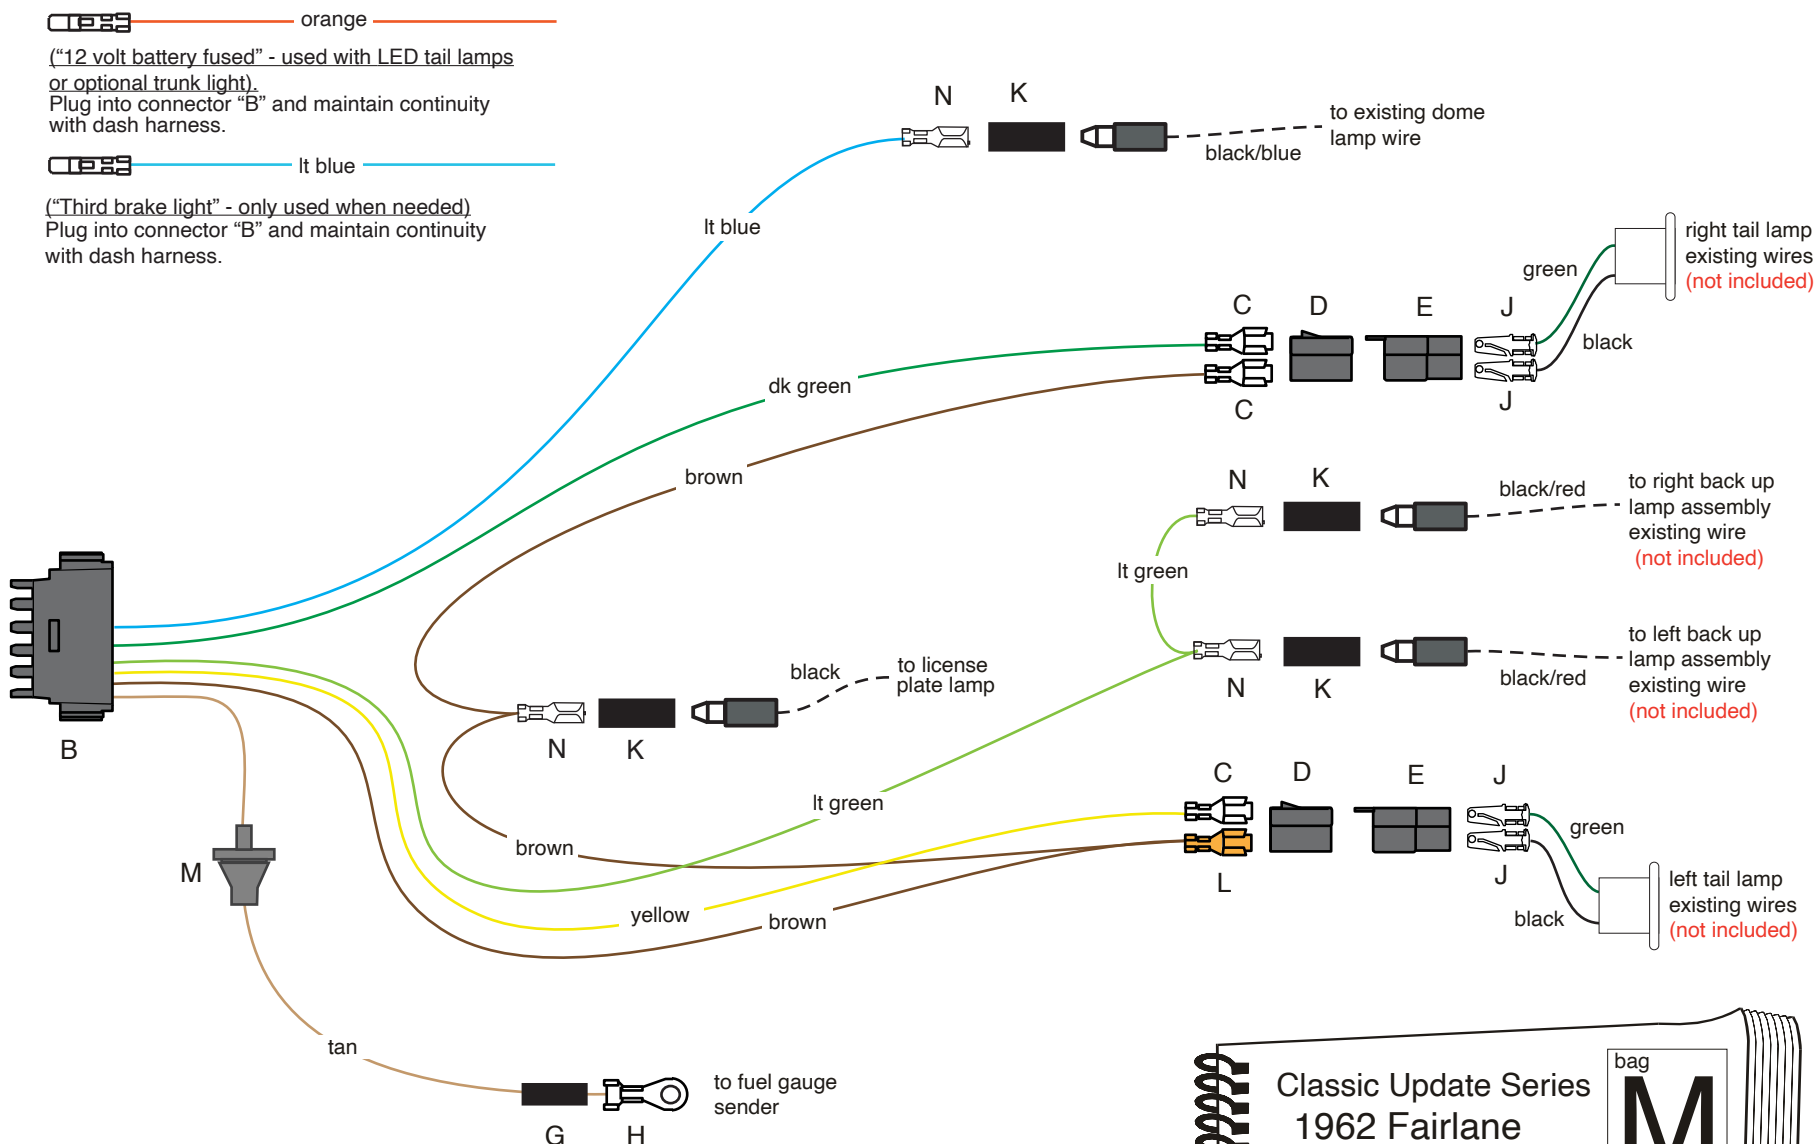 orange
(“12 volt battery fused” - used with LED tail lamps
or optional trunk light).
Plug into connector “B” and maintain continuity
with dash harness.
lt blue
(“Third brake light” - only used when needed)
Plug into connector “B” and maintain continuity
with dash harness.
N
K
to existing dome
lamp wire
black/blue
lt blue
right tail lamp
existing wires
(not included)
green
black
C
D
E
J
C
J
dk green
brown
N
K
black/red
to right back up
lamp assembly
existing wire
(not included)
lt green
to left back up
lamp assembly
existing wire
(not included)
black/red
N
K
black
to license
plate lamp
N
K
B
lt green
C
D
E
J
green
brown
L
J
black
left tail lamp
existing wires
(not included)
M
yellow
brown
tan
to fuel gauge
sender
G
H
Classic Update Series
1962 Fairlane
bag
M